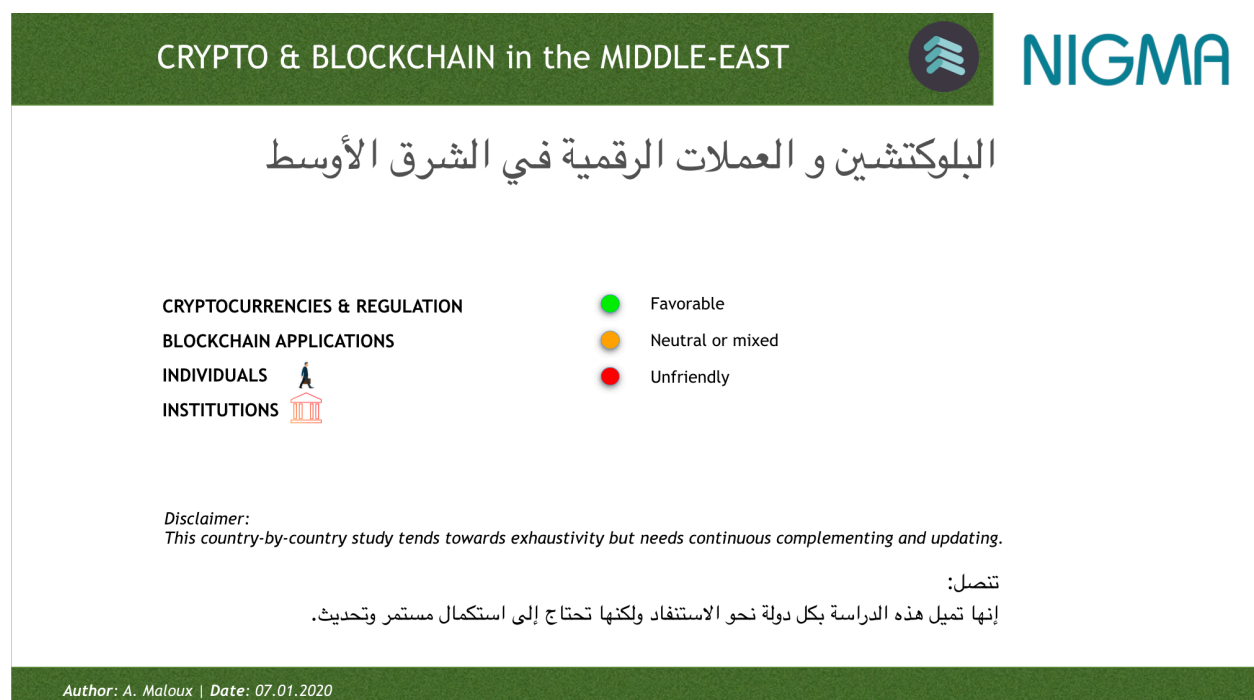 CRYPTO & BLOCKCHAIN in the MIDDLE-EAST
NIGMA
البلوكتشين و العملات الرقمية في الشرق الأوسط
CRYPTOCURRENCIES & REGULATION
BLOCKCHAIN APPLICATIONS
INDIVIDUALS
INSTITUTIONS
Favorable
Neutral or mixed
Unfriendly
Disclaimer:
This country-by-country study tends towards exhaustivity but needs continuous complementing and updating.
تنصل:
إنها تميل هذه الدراسة بكل دولة نحو الاستنفاد ولكنها تحتاج إلى استكمال مستمر وتحديث.
Author: A. Maloux | Date: 07.01.2020